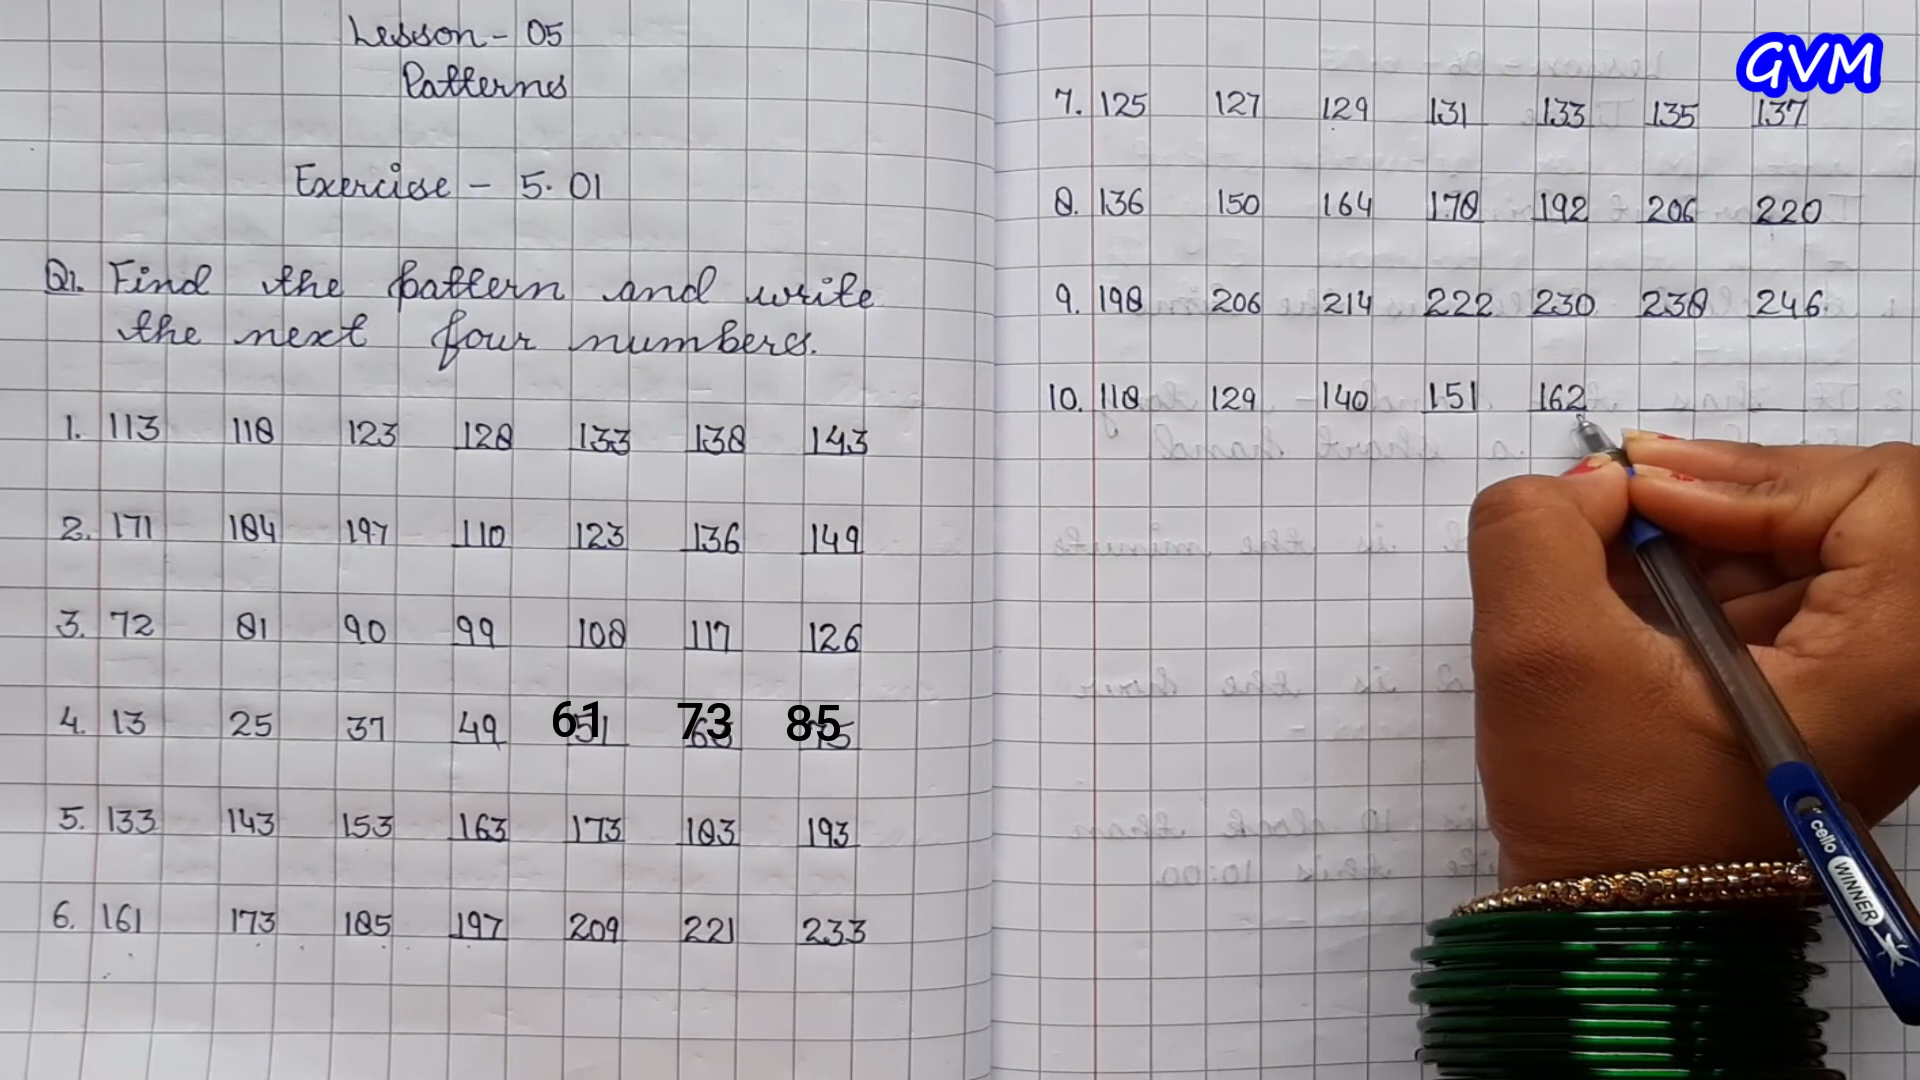 Lesson - 05
Patterns
Exercise - 5.01
Q1. Find the pattern and write
the next four numbers.
1. 113 118 123 128 133 138 143
2. 171 184 197 110 123 136 149
3. 72 81 90 99 108 117 126
4. 13 25 37 49 61 73 85
5. 133 143 153 163 173 183 193
6. 161 173 185 197 209 221 233
GVM
7. 125 127 129 131 133 135 137
8. 136 150 164 178 192 206 220
9. 198 206 214 222 230 238 246
10. 118 129 140 151 162
cello WINNER